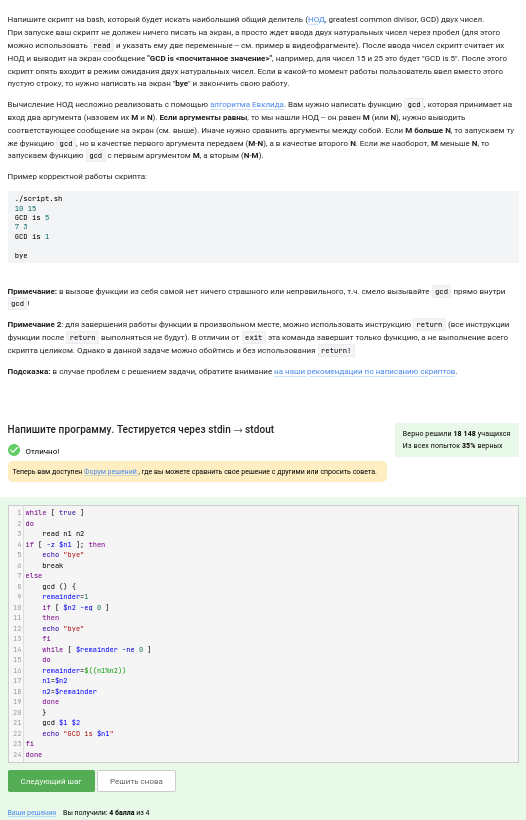 Напишите скрипт на bash, который будет искать наибольший общий делитель (НОД, greatest common divisor, GCD) двух чисел.
При запуске ваш скрипт не должен ничего писать на экран, а просто ждет ввода двух натуральных чисел через пробел (для этого
можно использовать read и указать ему две переменные – см. пример в видеофрагменте). После ввода чисел скрипт считает их
НОД и выводит на экран сообщение "GCD is <посчитанное значение>", например, для чисел 15 и 25 это будет "GCD is 5". После этого
скрипт опять входит в режим ожидания двух натуральных чисел. Если в какой-то момент работы пользователь ввел вместо этого
пустую строку, то нужно написать на экран "bye" и закончить свою работу.
Вычисление НОД несложно реализовать с помощью алгоритма Евклида. Вам нужно написать функцию gcd, которая принимает на
вход два аргумента (назовем их M и N). Если аргументы равны, то мы нашли НОД – он равен M (или N), нужно выводить
соответствующее сообщение на экран (см. выше). Иначе нужно сравнить аргументы между собой. Если M больше N, то запускаем ту
же функцию gcd, но в качестве первого аргумента передаем (M-N), а в качестве второго N. Если же наоборот, M меньше N, то
запускаем функцию gcd с первым аргументом M, а вторым (N-M).
Пример корректной работы скрипта:
./script.sh
10 15
GCD is 5
7 3
GCD is 1
bye
Примечание: в вызове функции из себя самой нет ничего страшного или неправильного, т.ч. смело вызывайте gcd прямо внутри
gcd!
Примечание 2: для завершения работы функции в произвольном месте, можно использовать инструкцию return (все инструкции
функции после return выполняться не будут). В отличии от exit эта команда завершит только функцию, а не выполнение всего
скрипта целиком. Однако в данной задаче можно обойтись и без использования return!
Подсказка: в случае проблем с решением задачи, обратите внимание на наши рекомендации по написанию скриптов.
Напишите программу. Тестируется через stdin → stdout
Верно решили 18 148 учащихся
Из всех попыток 35% верных
Отлично!
Теперь вам доступен Форум решений, где вы можете сравнить свое решение с другими или спросить совета.
1 while [ true ]
2 do
3 read n1 n2
4 if [ -z $n1 ]; then
5 echo "bye"
6 break
7 else
8 gcd () {
9 remainder=1
10 if [ $n2 -eq 0 ]
11 then
12 echo "bye"
13 fi
14 while [ $remainder -ne 0 ]
15 do
16 remainder=$((n1%n2))
17 n1=$n2
18 n2=$remainder
19 done
20 }
21 gcd $1 $2
22 echo "GCD is $n1"
23 fi
24 done
Следующий шаг Решить снова
Ваши решения Вы получили: 4 балла из 4